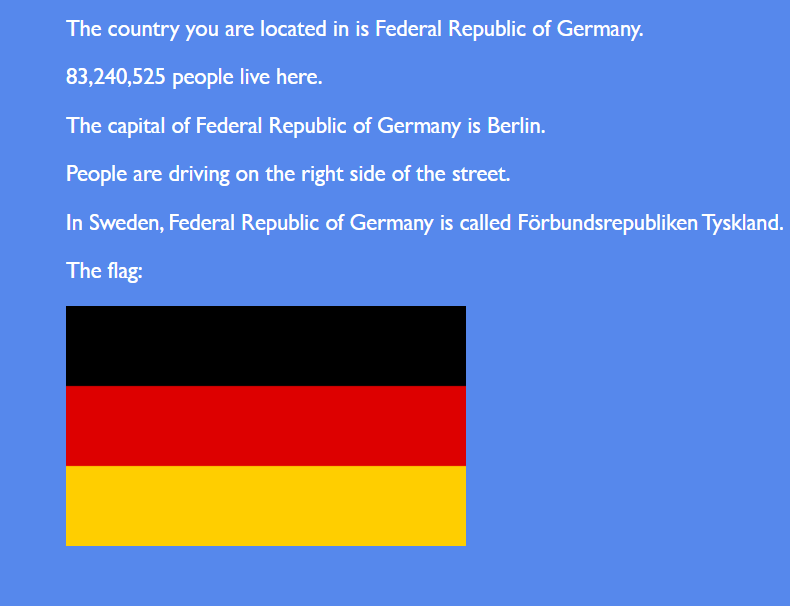 The country you are located in is Federal Republic of Germany.
83,240,525 people live here.
The capital of Federal Republic of Germany is Berlin.
People are driving on the right side of the street.
In Sweden, Federal Republic of Germany is called Förbundsrepubliken Tyskland.
The flag: